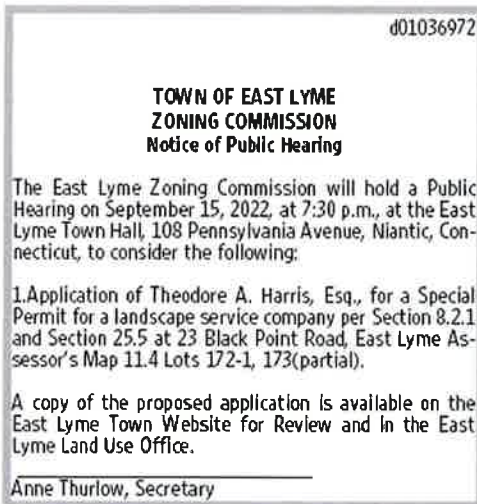 d01036972
TOWN OF EAST LYME
ZONING COMMISSION
Notice of Public Hearing
The East Lyme Zoning Commission will hold a Public
Hearing on September 15, 2022, at 7:30 p.m., at the East
Lyme Town Hall, 108 Pennsylvania Avenue, Niantic, Con-
necticut, to consider the following:
1.Application of Theodore A. Harris, Esq., for a Special
Permit for a landscape service company per Section 8.2.1
and Section 25.5 at 23 Black Point Road, East Lyme As-
sessor's Map 11.4 Lots 172-1, 173(partial).
A copy of the proposed application is available on the
East Lyme Town Website for Review and In the East
Lyme Land Use Office.
Anne Thurlow, Secretary